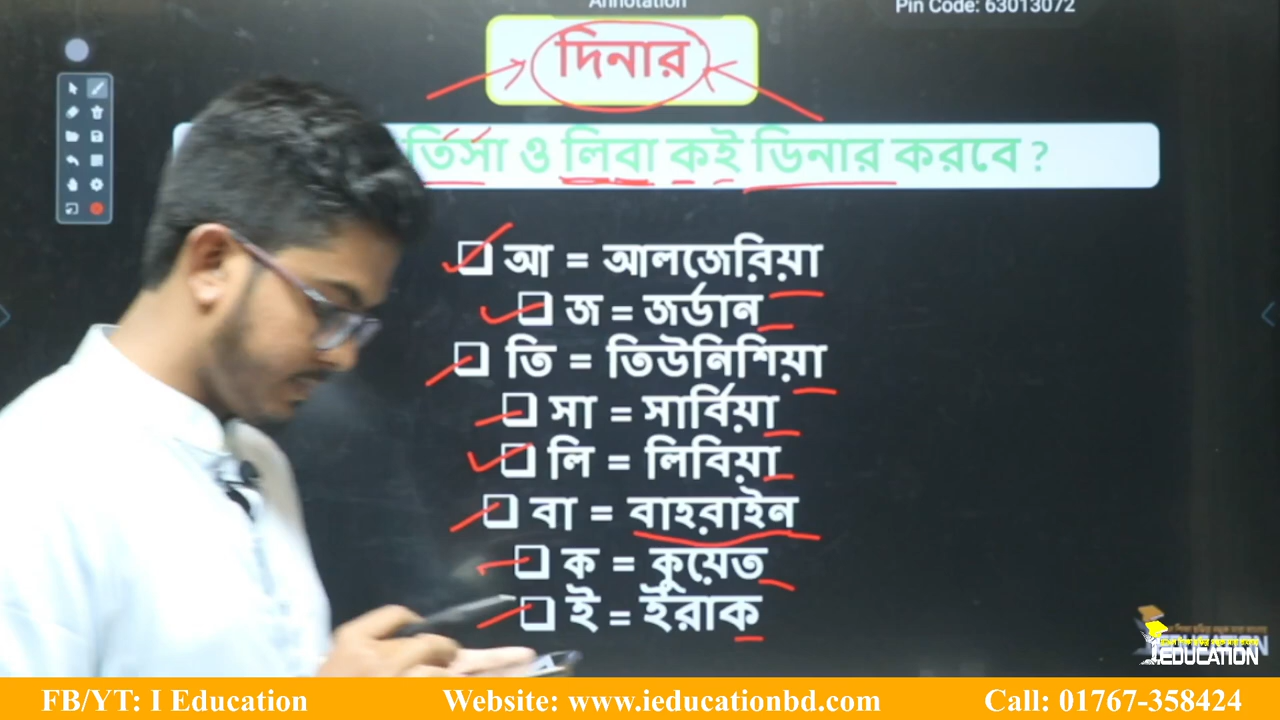 Annotation
Pin Code: 63013072
দিনার
তিসা ও লিবা কই ডিনার করবে ?
আ = আলজেরিয়া
জ = জর্ডান
তি = তিউনিশিয়া
সা = সার্বিয়া
লি = লিবিয়া
বা = বাহরাইন
ক = কুয়েত
ই = ইরাক
EDUCATION
FB/YT: I Education
Website: www.ieducationbd.com
Call: 01767-358424